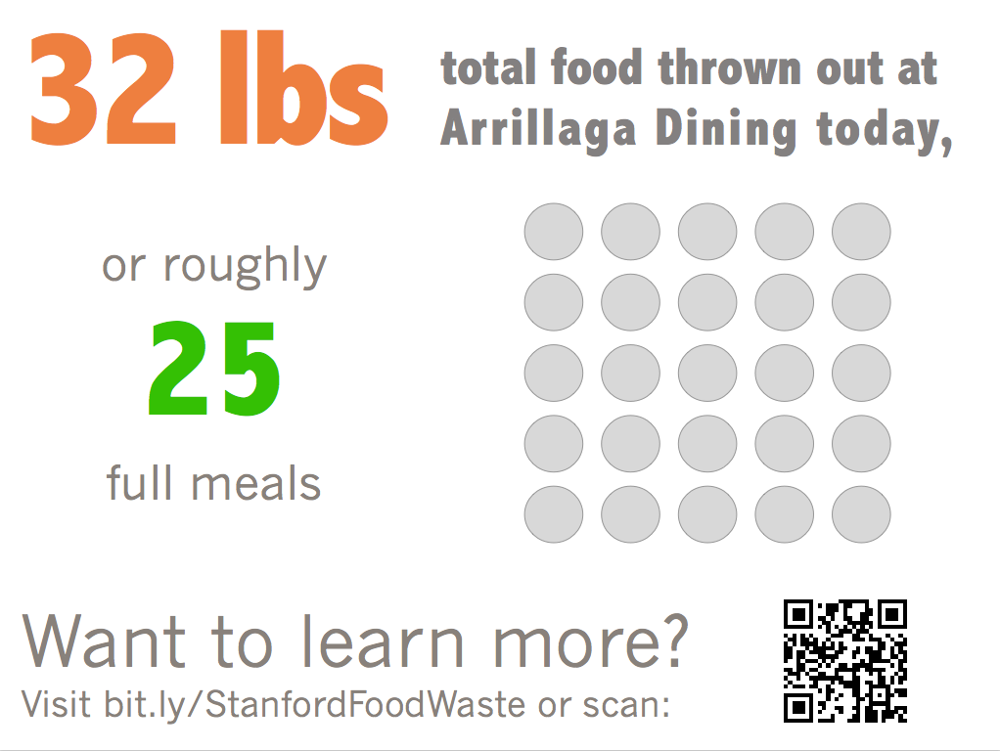 32 lbs
total food thrown out at
Arrillaga Dining today,
or roughly
25
full meals
Want to learn more?
Visit bit.ly/StanfordFoodWaste or scan: